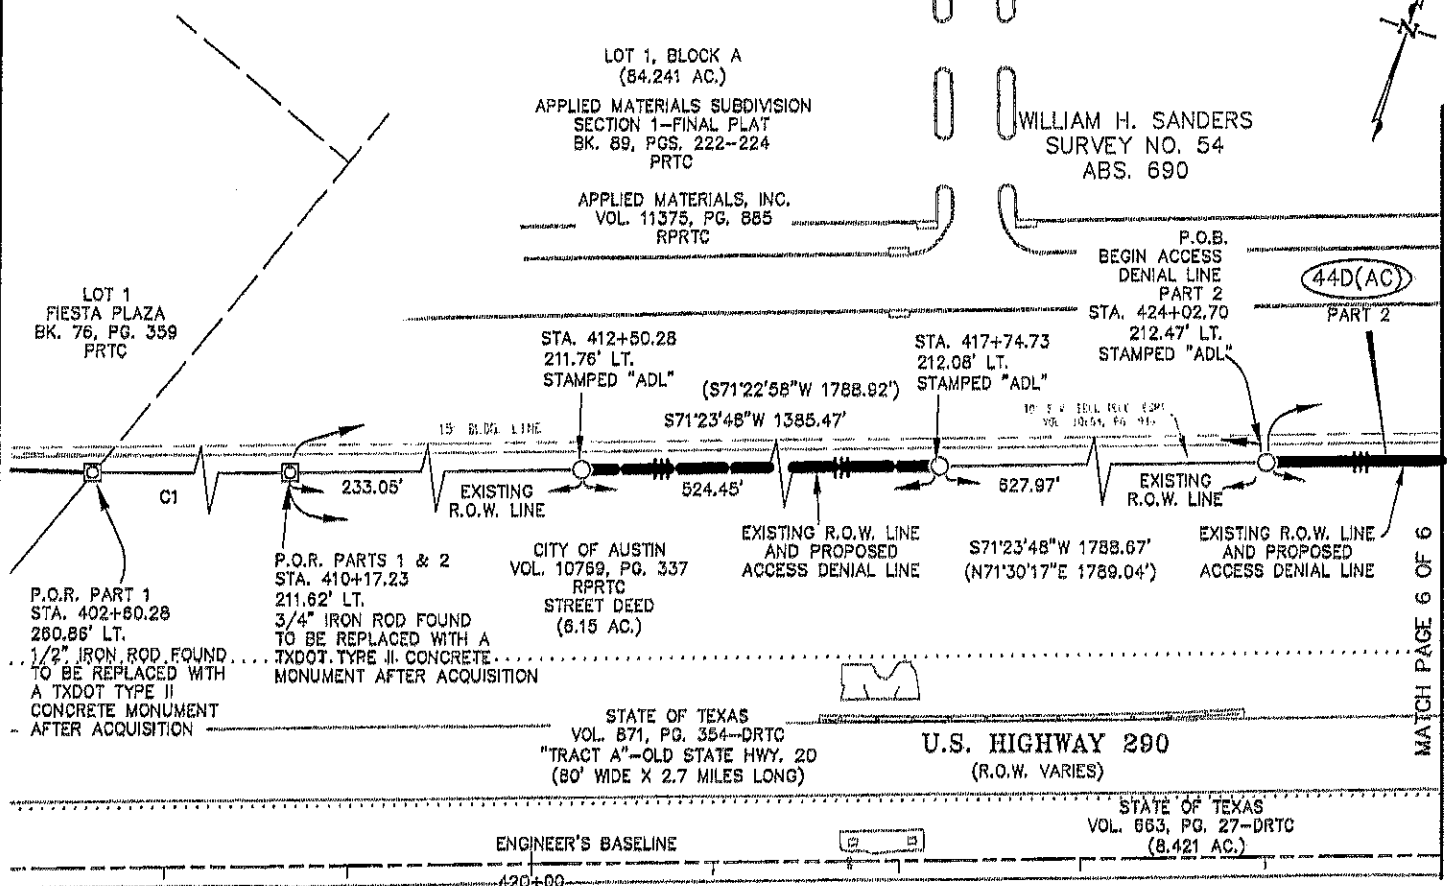 LOT 1, BLOCK A
(84.241 AC.)
APPLIED MATERIALS SUBDIVISION
SECTION 1-FINAL PLAT
BK. 89, PGS. 222-224
PRTC
APPLIED MATERIALS, INC.
VOL. 11375, PG. 885
RPRTC
N
WILLIAM H. SANDERS
SURVEY NO. 54
ABS. 690
P.O.B.
BEGIN ACCESS
DENIAL LINE
PART 2
STA. 424+02.70
212.47' LT.
STAMPED "ADL"
44D(AC)
PART 2
LOT 1
FIESTA PLAZA
BK. 76, PG. 359
PRTC
STA. 412+50.28
211.76' LT.
STAMPED "ADL"
(S71°22'58"W 1788.92')
S71°23'48"W 1385.47'
STA. 417+74.73
212.08' LT.
STAMPED "ADL"
15' BLDG. LINE
C1
233.05'
EXISTING
R.O.W. LINE
524.45'
627.97'
EXISTING
R.O.W. LINE
EXISTING R.O.W. LINE
AND PROPOSED
ACCESS DENIAL LINE
S71°23'48"W 1788.67'
(N71°30'17"E 1789.04')
EXISTING R.O.W. LINE
AND PROPOSED
ACCESS DENIAL LINE
P.O.R. PART 1
STA. 402+60.28
260.86' LT.
1/2" IRON ROD FOUND
TO BE REPLACED WITH
A TXDOT TYPE II
CONCRETE MONUMENT
AFTER ACQUISITION
P.O.R. PARTS 1 & 2
STA. 410+17.23
211.62' LT.
3/4" IRON ROD FOUND
TO BE REPLACED WITH A
TXDOT TYPE II CONCRETE
MONUMENT AFTER ACQUISITION
CITY OF AUSTIN
VOL. 10769, PG. 337
RPRTC
STREET DEED
(6.15 AC.)
MATCH PAGE 6 OF 6
STATE OF TEXAS
VOL. 871, PG. 354-DRTC
"TRACT A"-OLD STATE HWY. 20
(80' WIDE X 2.7 MILES LONG)
U.S. HIGHWAY 290
(R.O.W. VARIES)
STATE OF TEXAS
VOL. 663, PG. 27-DRTC
(8.421 AC.)
ENGINEER'S BASELINE
420+00